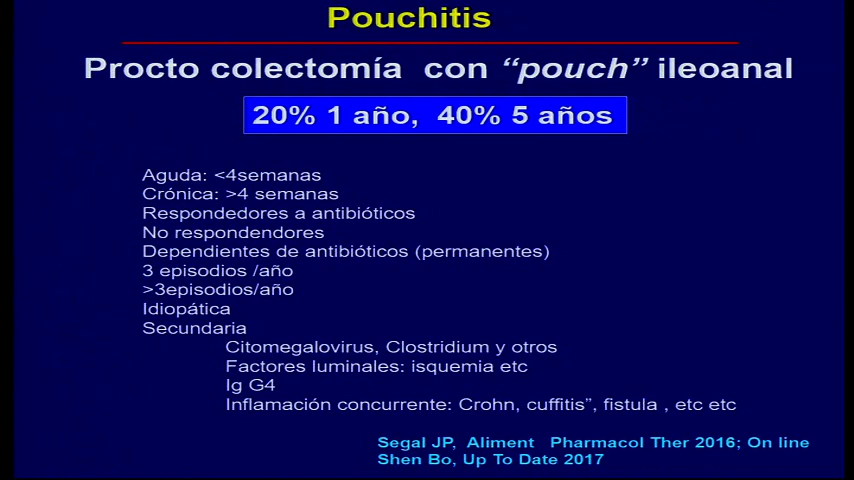 Pouchitis
Procto colectomía con “pouch” ileoanal
20% 1 año, 40% 5 años
Aguda: <4semanas
Crónica: >4 semanas
Respondedores a antibióticos
No respondendores
Dependientes de antibióticos (permanentes)
3 episodios /año
>3episodios/año
Idiopática
Secundaria
Citomegalovirus, Clostridium y otros
Factores luminales: isquemia etc
Ig G4
Inflamación concurrente: Crohn, cuffitis”, fistula , etc etc
Segal JP, Aliment Pharmacol Ther 2016; On line
Shen Bo, Up To Date 2017